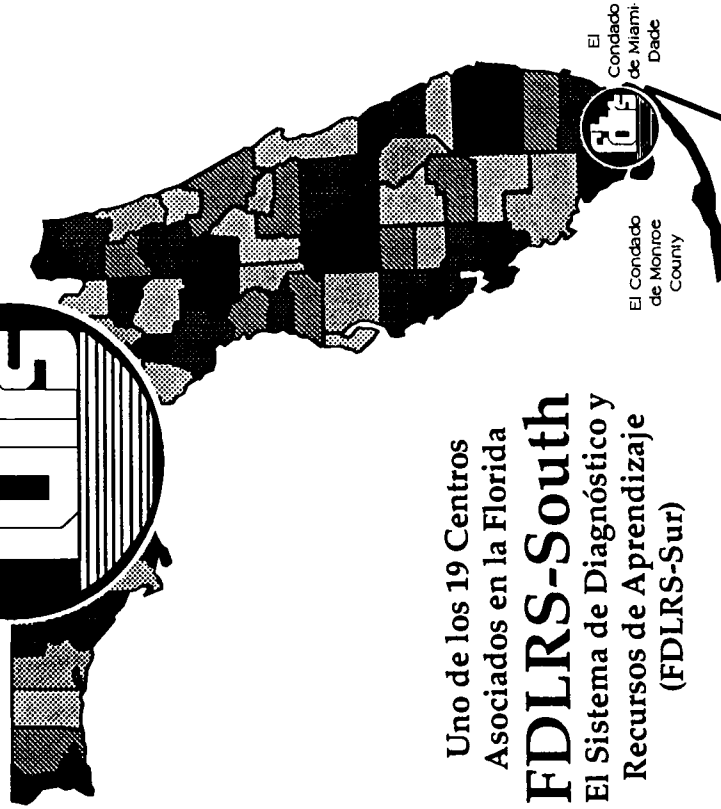 El
Condado
de Miami-
Dade
fdlrs
El Condado
de Monroe
County
Uno de los 19 Centros
Asociados en la Florida
FDLRS-South
El Sistema de Diagnóstico y
Recursos de Aprendizaje
(FDLRS-Sur)